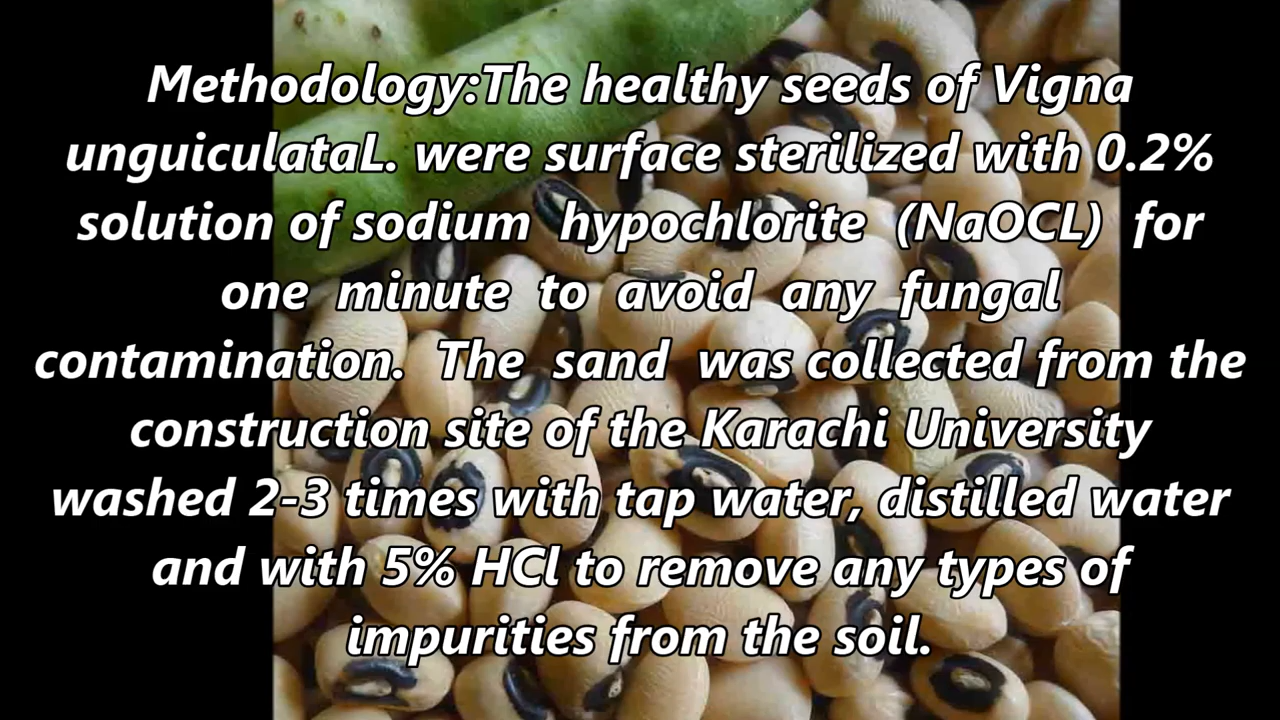 Methodology:The healthy seeds of Vigna
unguiculataL. were surface sterilized with 0.2%
solution of sodium hypochlorite (NaOCL) for
one minute to avoid any fungal
contamination. The sand was collected from the
construction site of the Karachi University
washed 2-3 times with tap water, distilled water
and with 5% HCl to remove any types of
impurities from the soil.